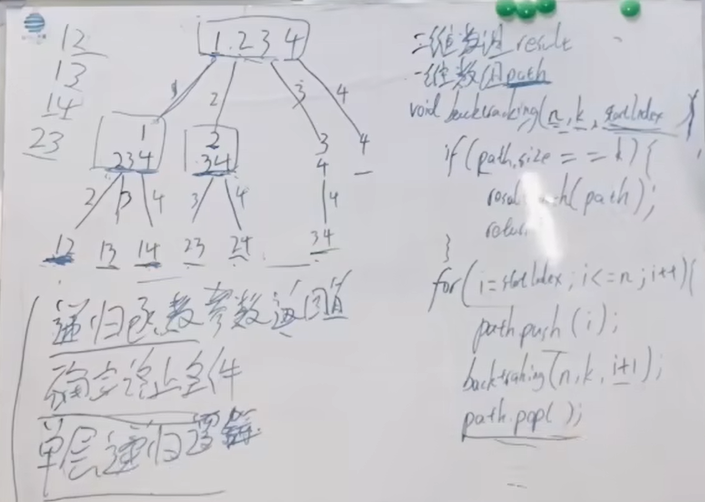 12
13
14
23
1 2 3 4
1 2 3 4
1 2 3
234 34 4 4
2 3 4 3 4 4
12 13 14 23 24 34
递归函数参数返回值
确定终止条件
单层递归逻辑
二维数组 result
一维数组 path
void backtracking(n, k, startIndex){
if(path.size == k){
result.push(path);
return
}
for(i=startIndex; i<=n; i++){
path.push(i);
backtraking(n, k, i+1);
path.pop();